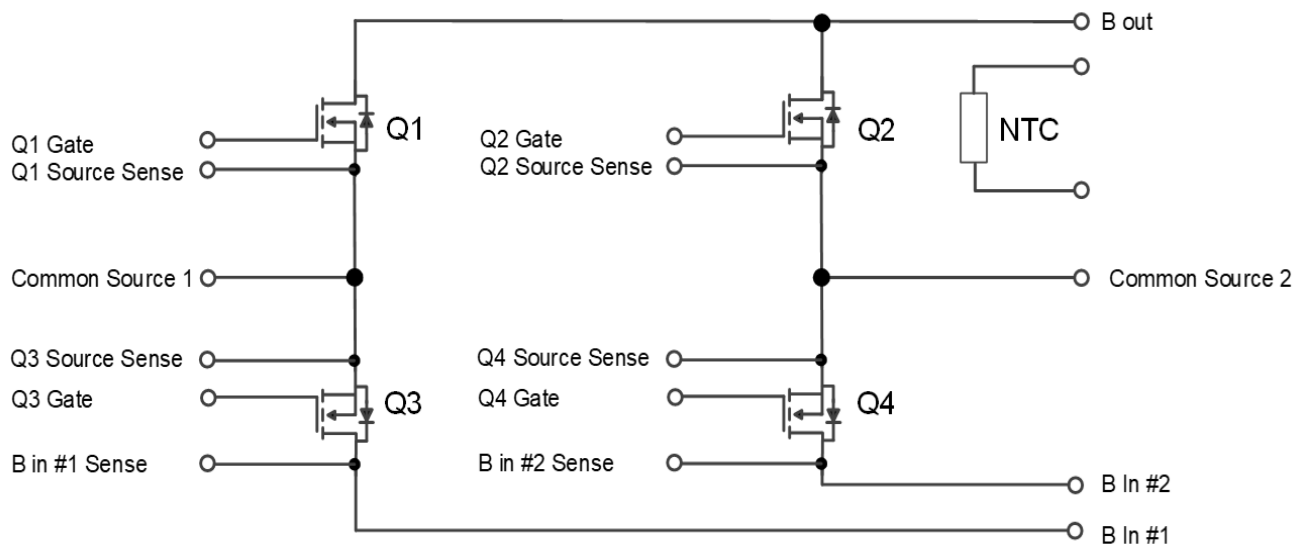 B out
Q1
Q2
NTC
Q1 Gate
Q1 Source Sense
Q2 Gate
Q2 Source Sense
Common Source 1
Common Source 2
Q3 Source Sense
Q3 Gate
Q3
Q4 Source Sense
Q4 Gate
Q4
B in #1 Sense
B in #2 Sense
B In #2
B In #1